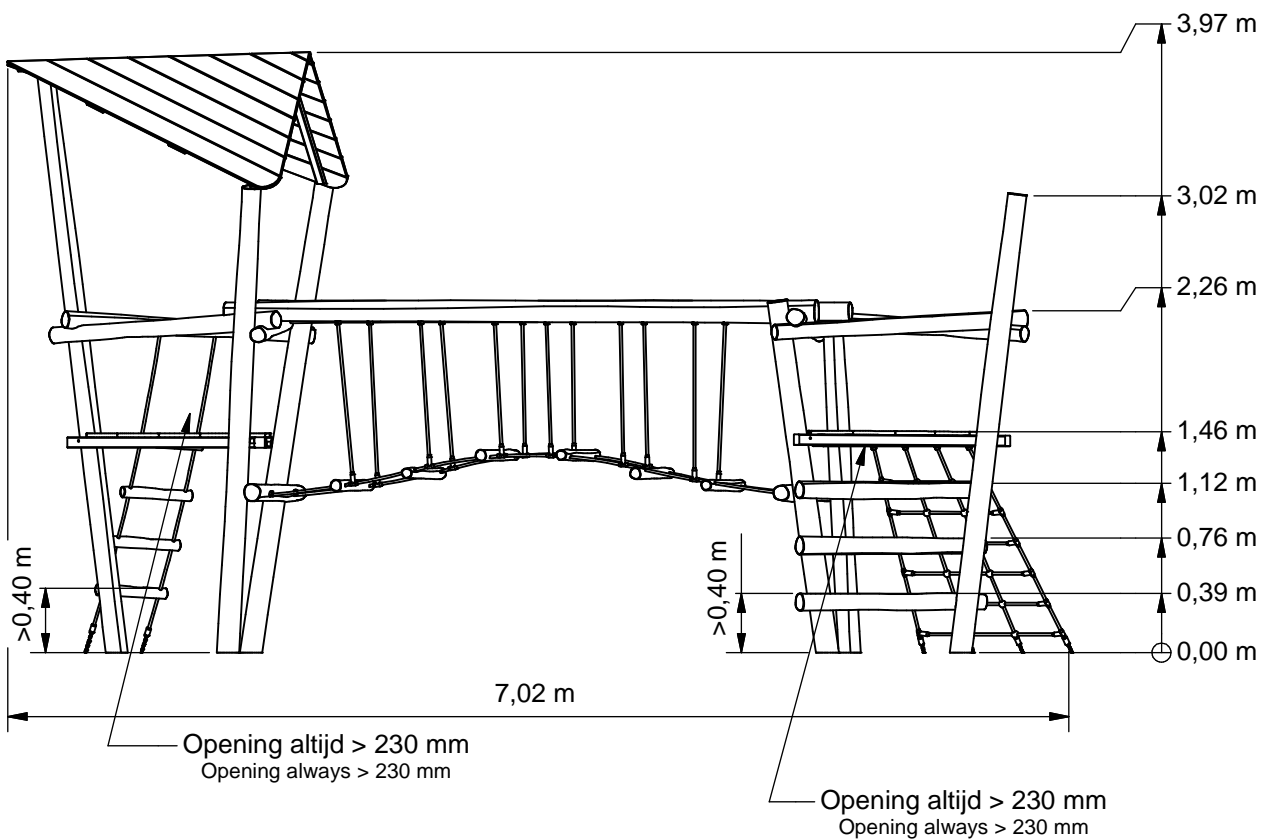 3,97 m
3,02 m
2,26 m
1,46 m
1,12 m
0,76 m
0,39 m
0,00 m
>0,40 m
>0,40 m
7,02 m
Opening altijd > 230 mm
Opening always > 230 mm
Opening altijd > 230 mm
Opening always > 230 mm